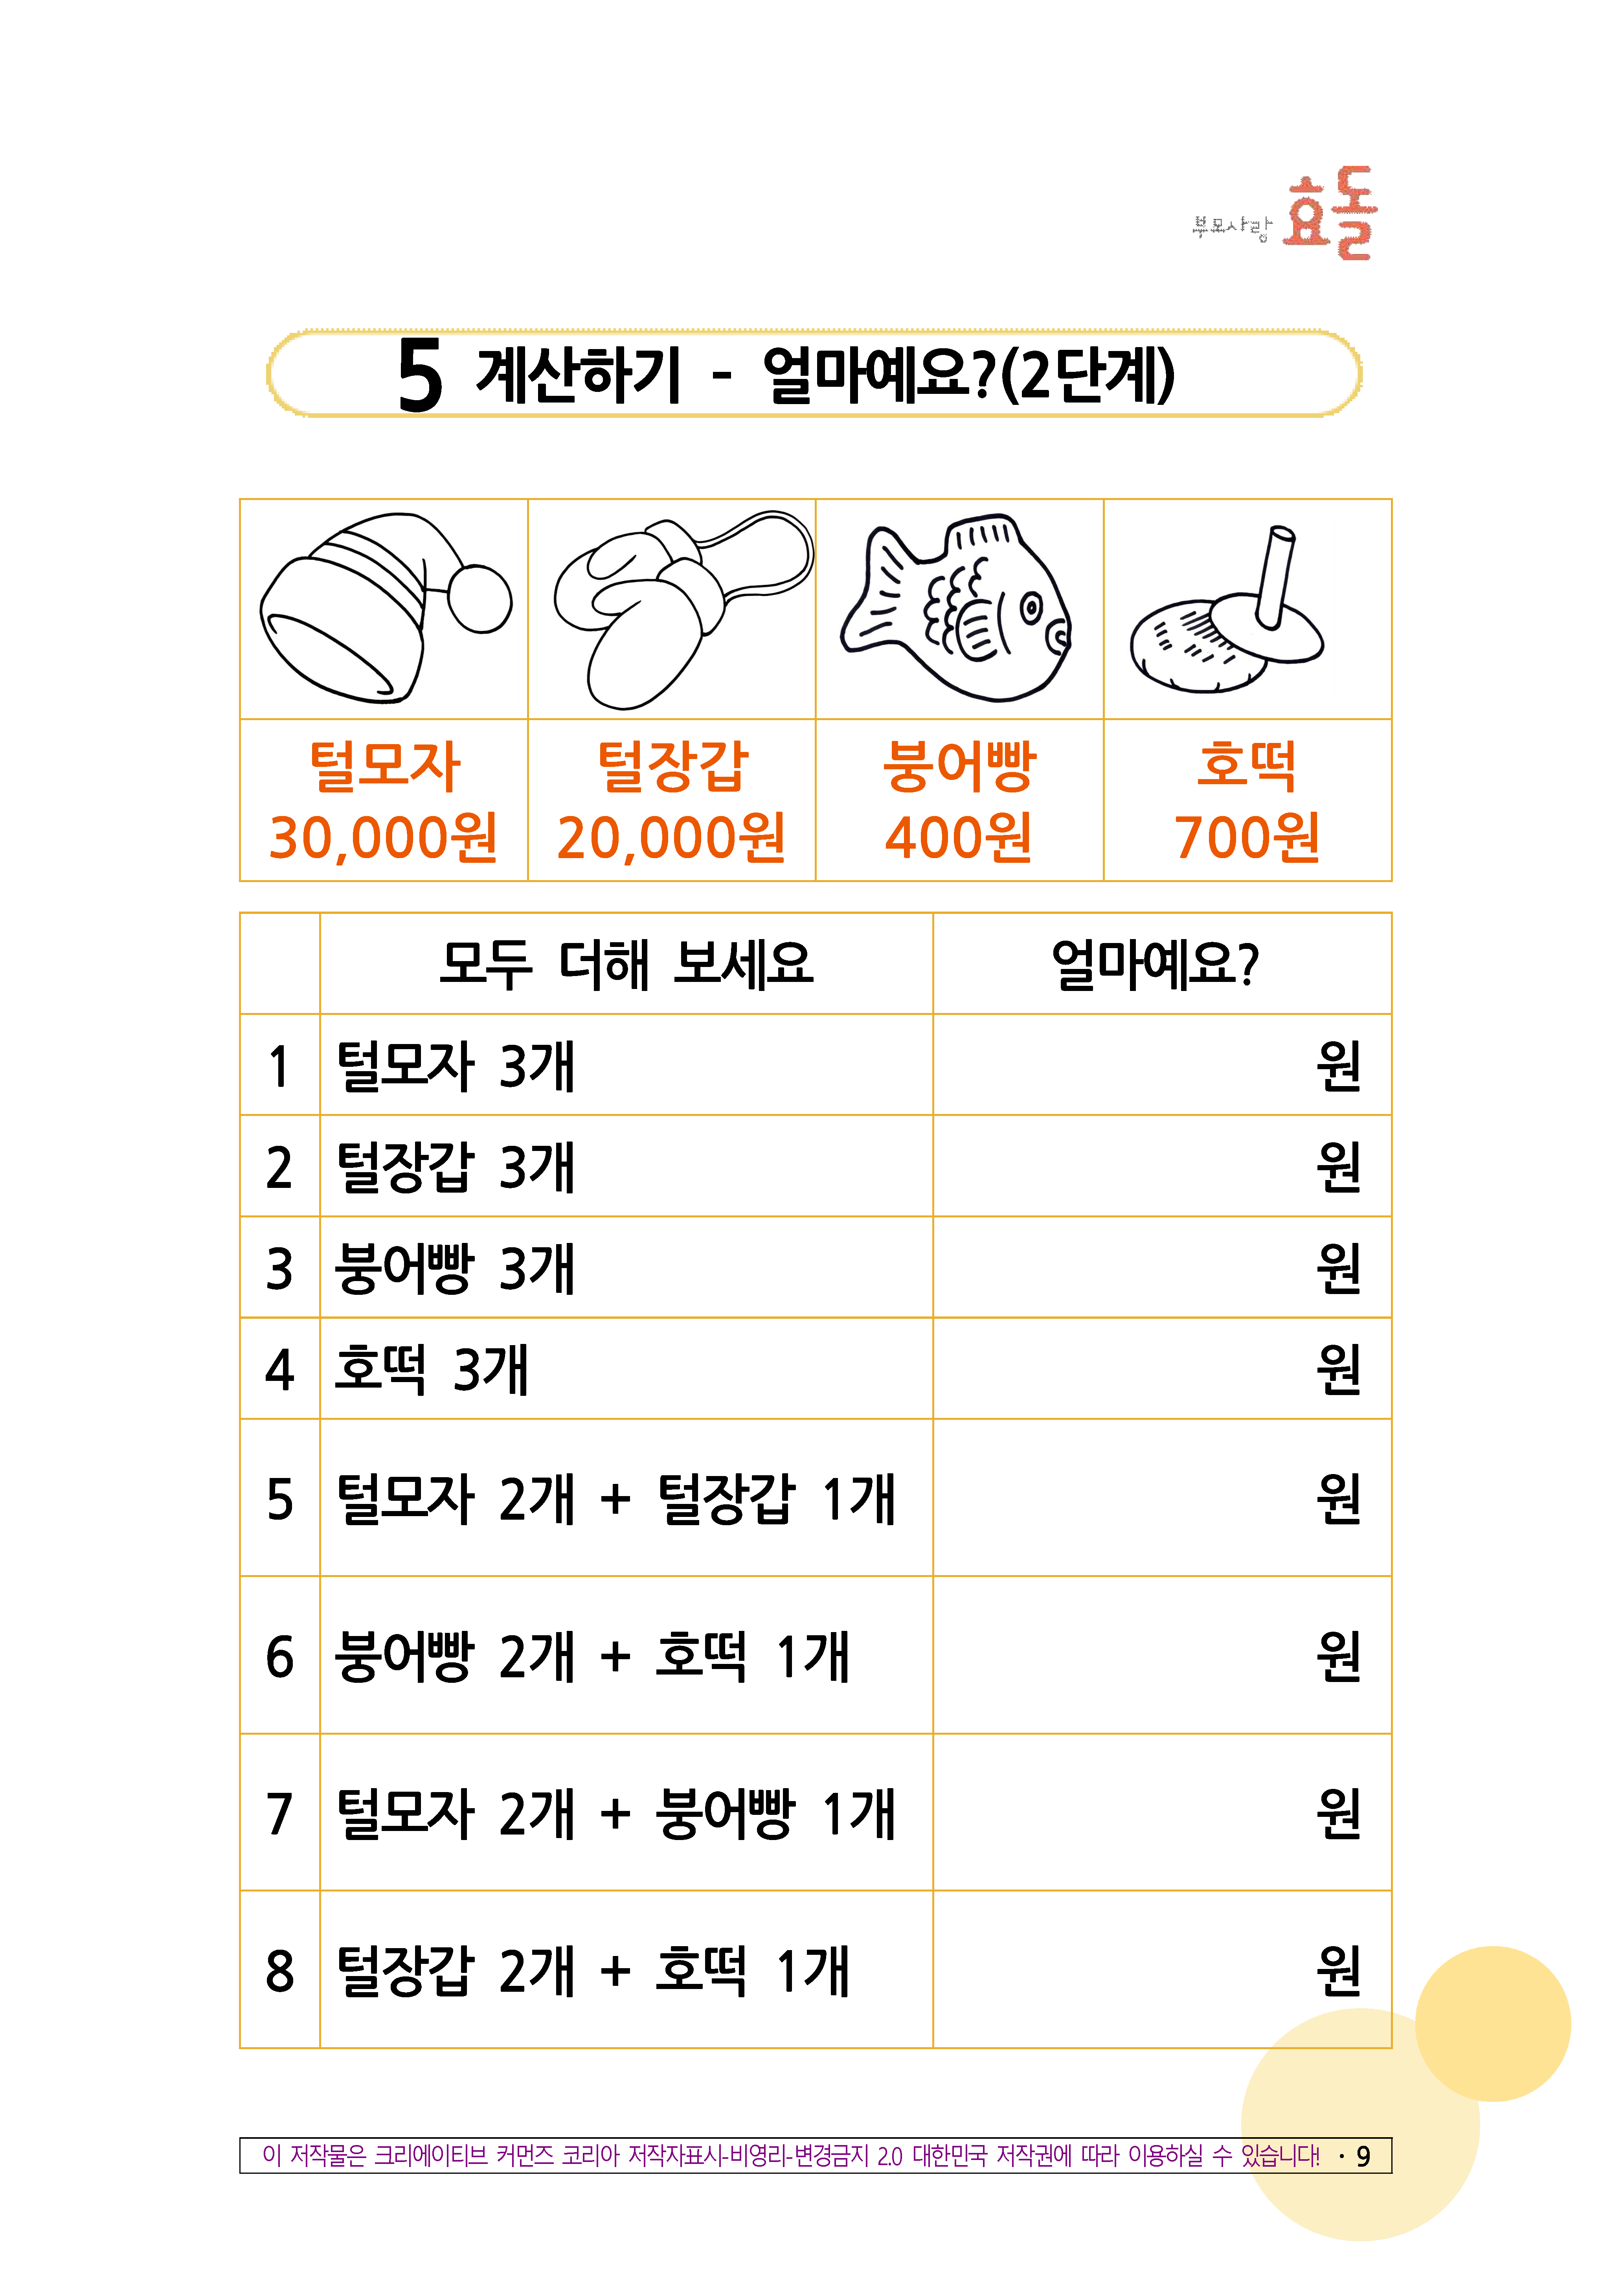 부모사랑 효돌
5 계산하기 - 얼마예요?(2단계)
털모자 털장갑 붕어빵 호떡
30,000원 20,000원 400원 700원
모두 더해 보세요 얼마예요?
1 털모자 3개 원
2 털장갑 3개 원
3 붕어빵 3개 원
4 호떡 3개 원
5 털모자 2개 + 털장갑 1개 원
6 붕어빵 2개 + 호떡 1개 원
7 털모자 2개 + 붕어빵 1개 원
8 털장갑 2개 + 호떡 1개 원
이 저작물은 크리에이티브 커먼즈 코리아 저작자표시-비영리-변경금지 2.0 대한민국 저작권에 따라 이용하실 수 있습니다! · 9